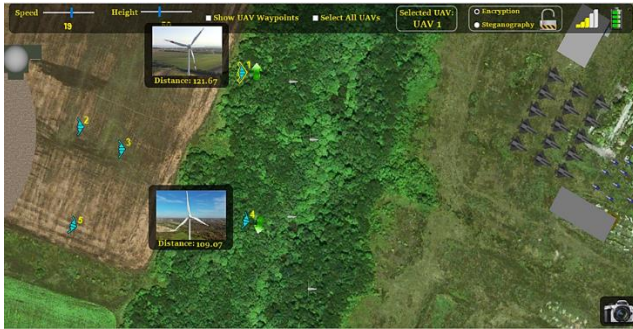 Speed
19
Height
Show UAV Waypoints
Select All UAVs
Selected UAV:
UAV 1
Encryption
Steganography
Distance: 121.67
1
2
3
Distance: 109.07
4
5